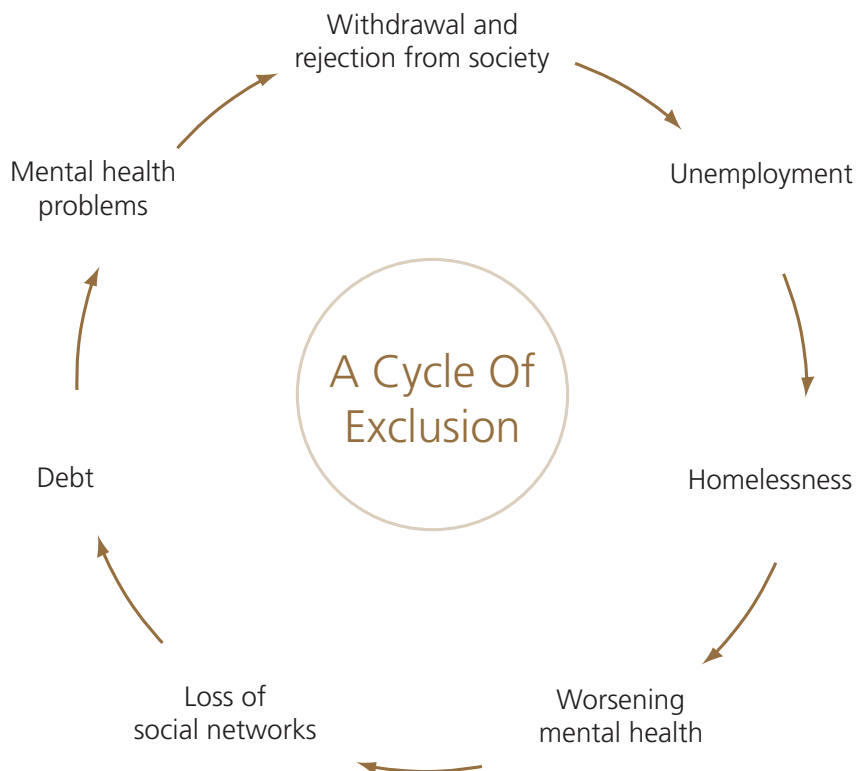 Withdrawal and
rejection from society
Unemployment
Homelessness
Worsening
mental health
Loss of
social networks
Debt
Mental health
problems
A Cycle Of
Exclusion